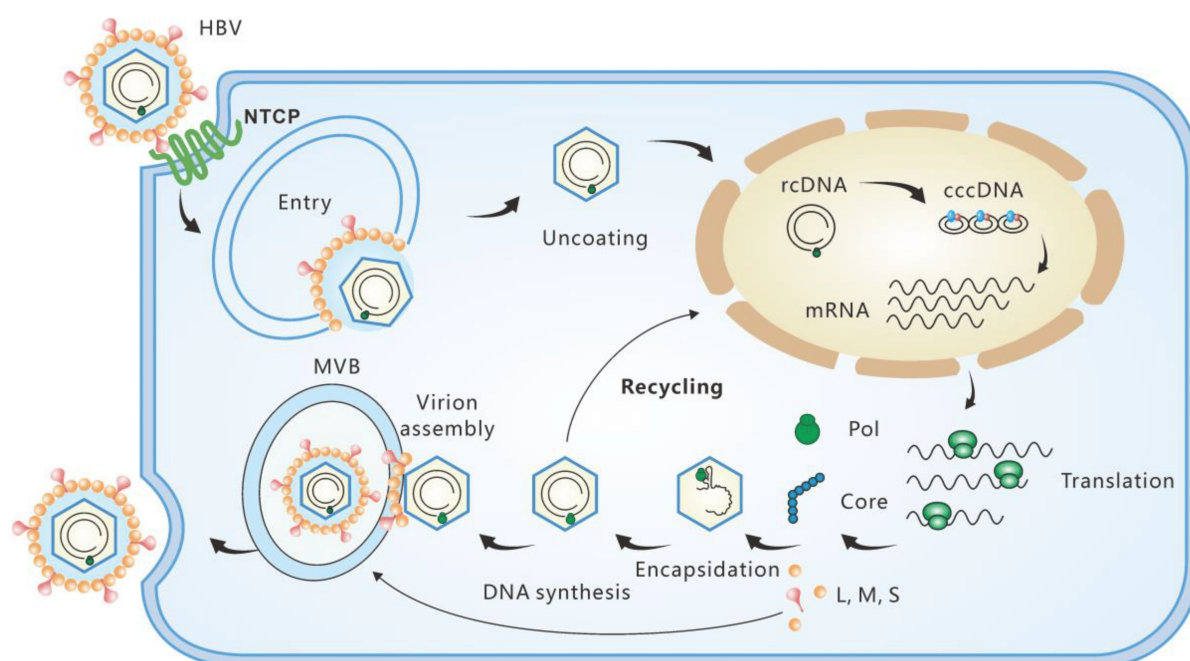 HBV
NTCP
Entry
Uncoating
rcDNA
cccDNA
mRNA
MVB
Virion
assembly
Recycling
Pol
Core
Translation
Encapsidation
DNA synthesis
L, M, S